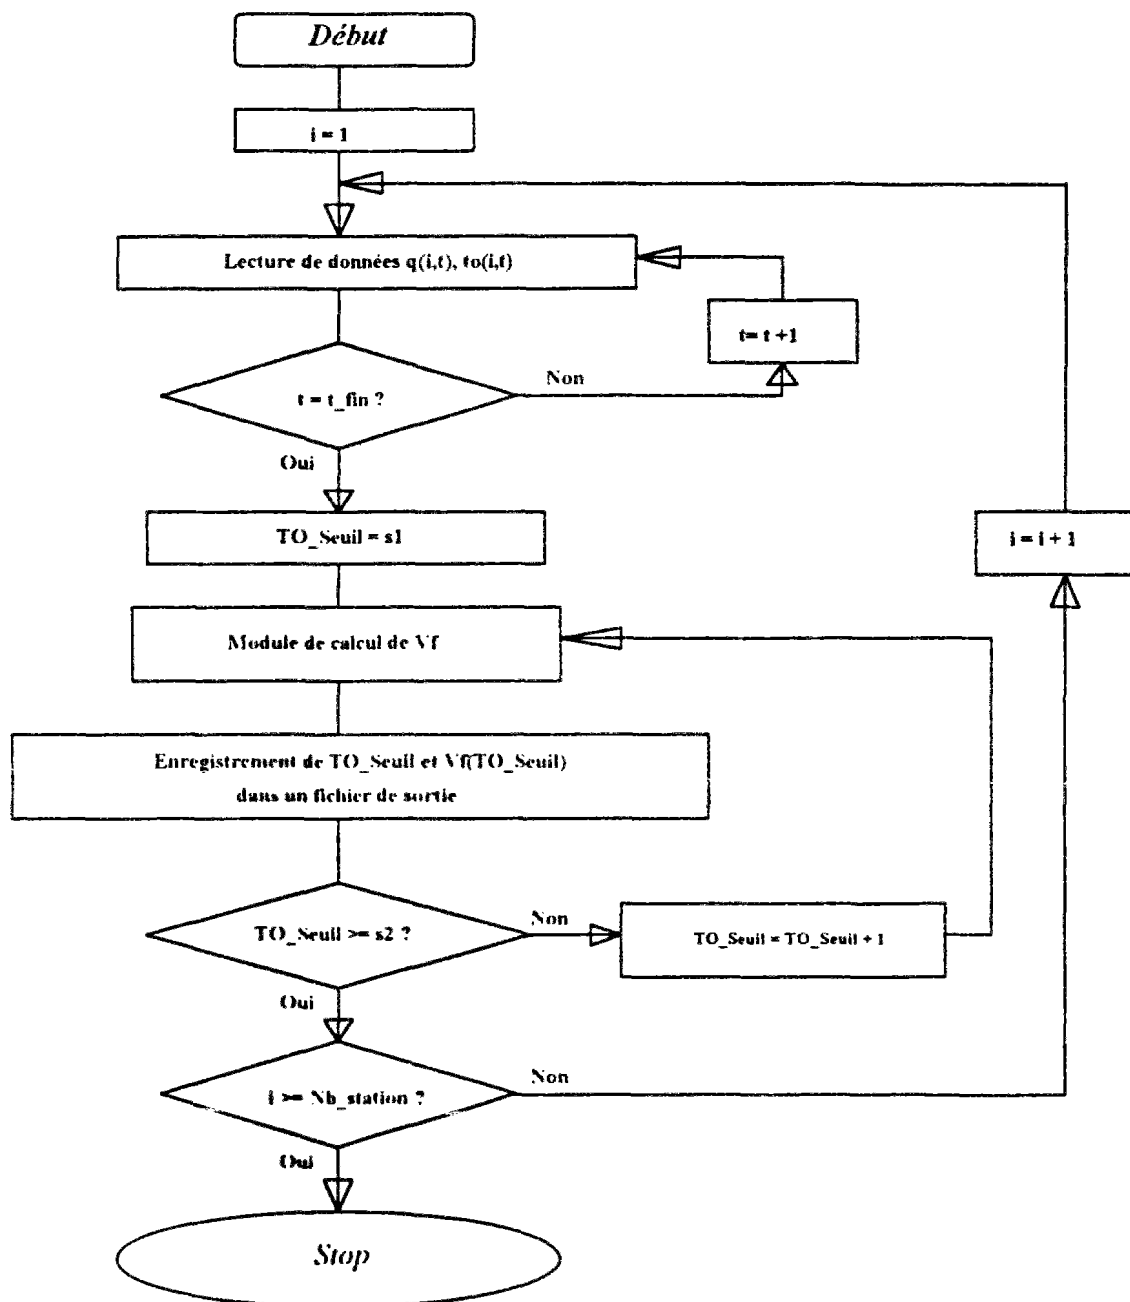 Début
i = 1
Lecture de données q(i,t), to(i,t)
t= t +1
t = t_fin ?
Non
Oui
TO_Seuil = s1
i = i + 1
Module de calcul de Vf
Enregistrement de TO_Seuil et Vf(TO_Seuil)
dans un fichier de sortie
TO_Seuil >= s2 ?
Non
TO_Seuil = TO_Seuil + 1
Oui
i >= Nb_station ?
Non
Oui
Stop